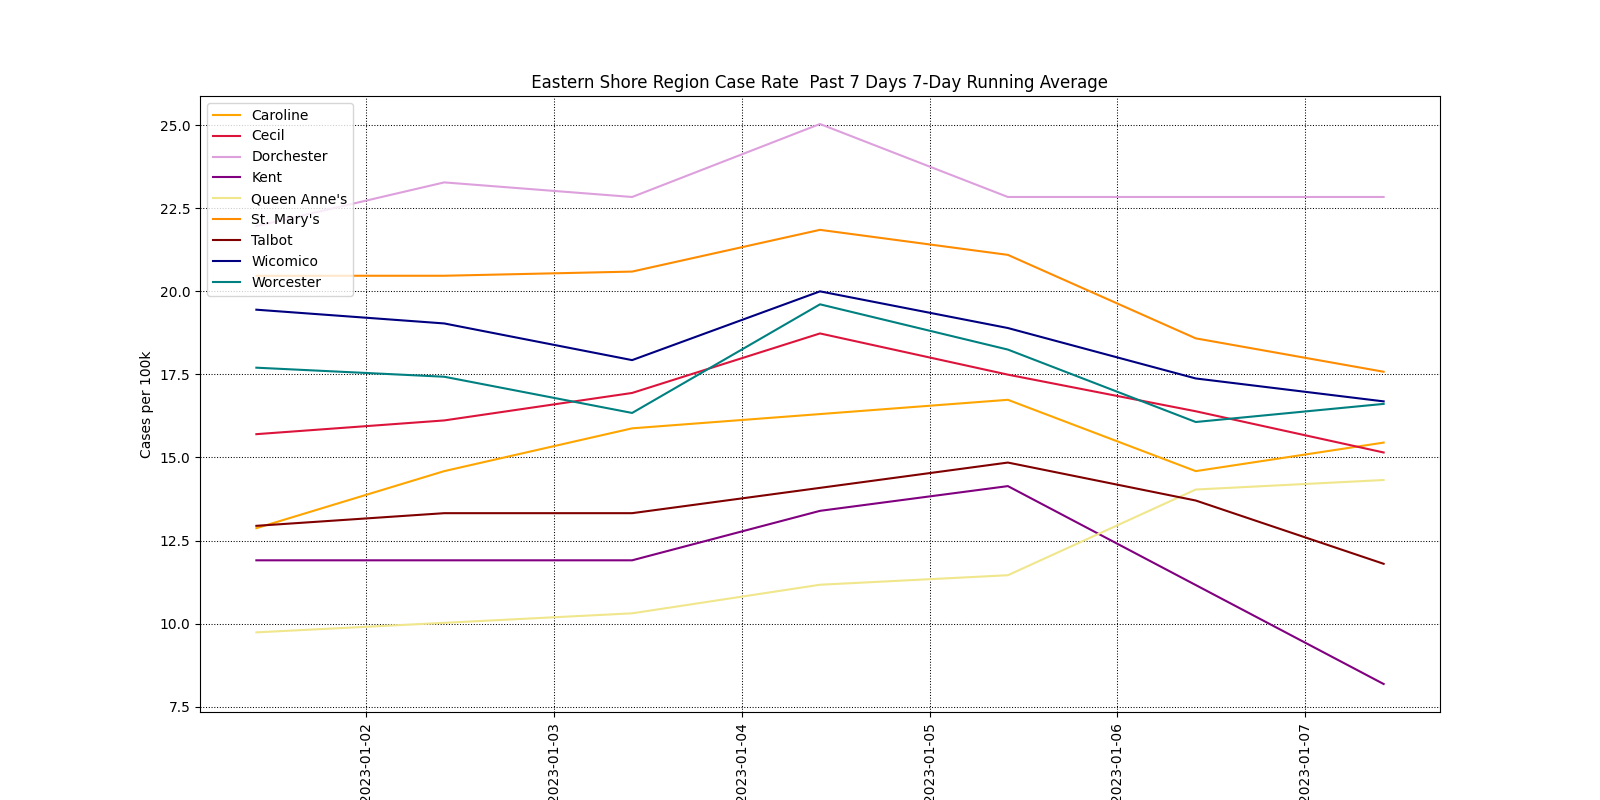 Eastern Shore Region Case Rate  Past 7 Days 7-Day Running Average
Caroline
Cecil
Dorchester
Kent
Queen Anne's
St. Mary's
Talbot
Wicomico
Worcester
25.0
22.5
20.0
17.5
15.0
12.5
10.0
7.5
Cases per 100k
2023-01-02
2023-01-03
2023-01-04
2023-01-05
2023-01-06
2023-01-07